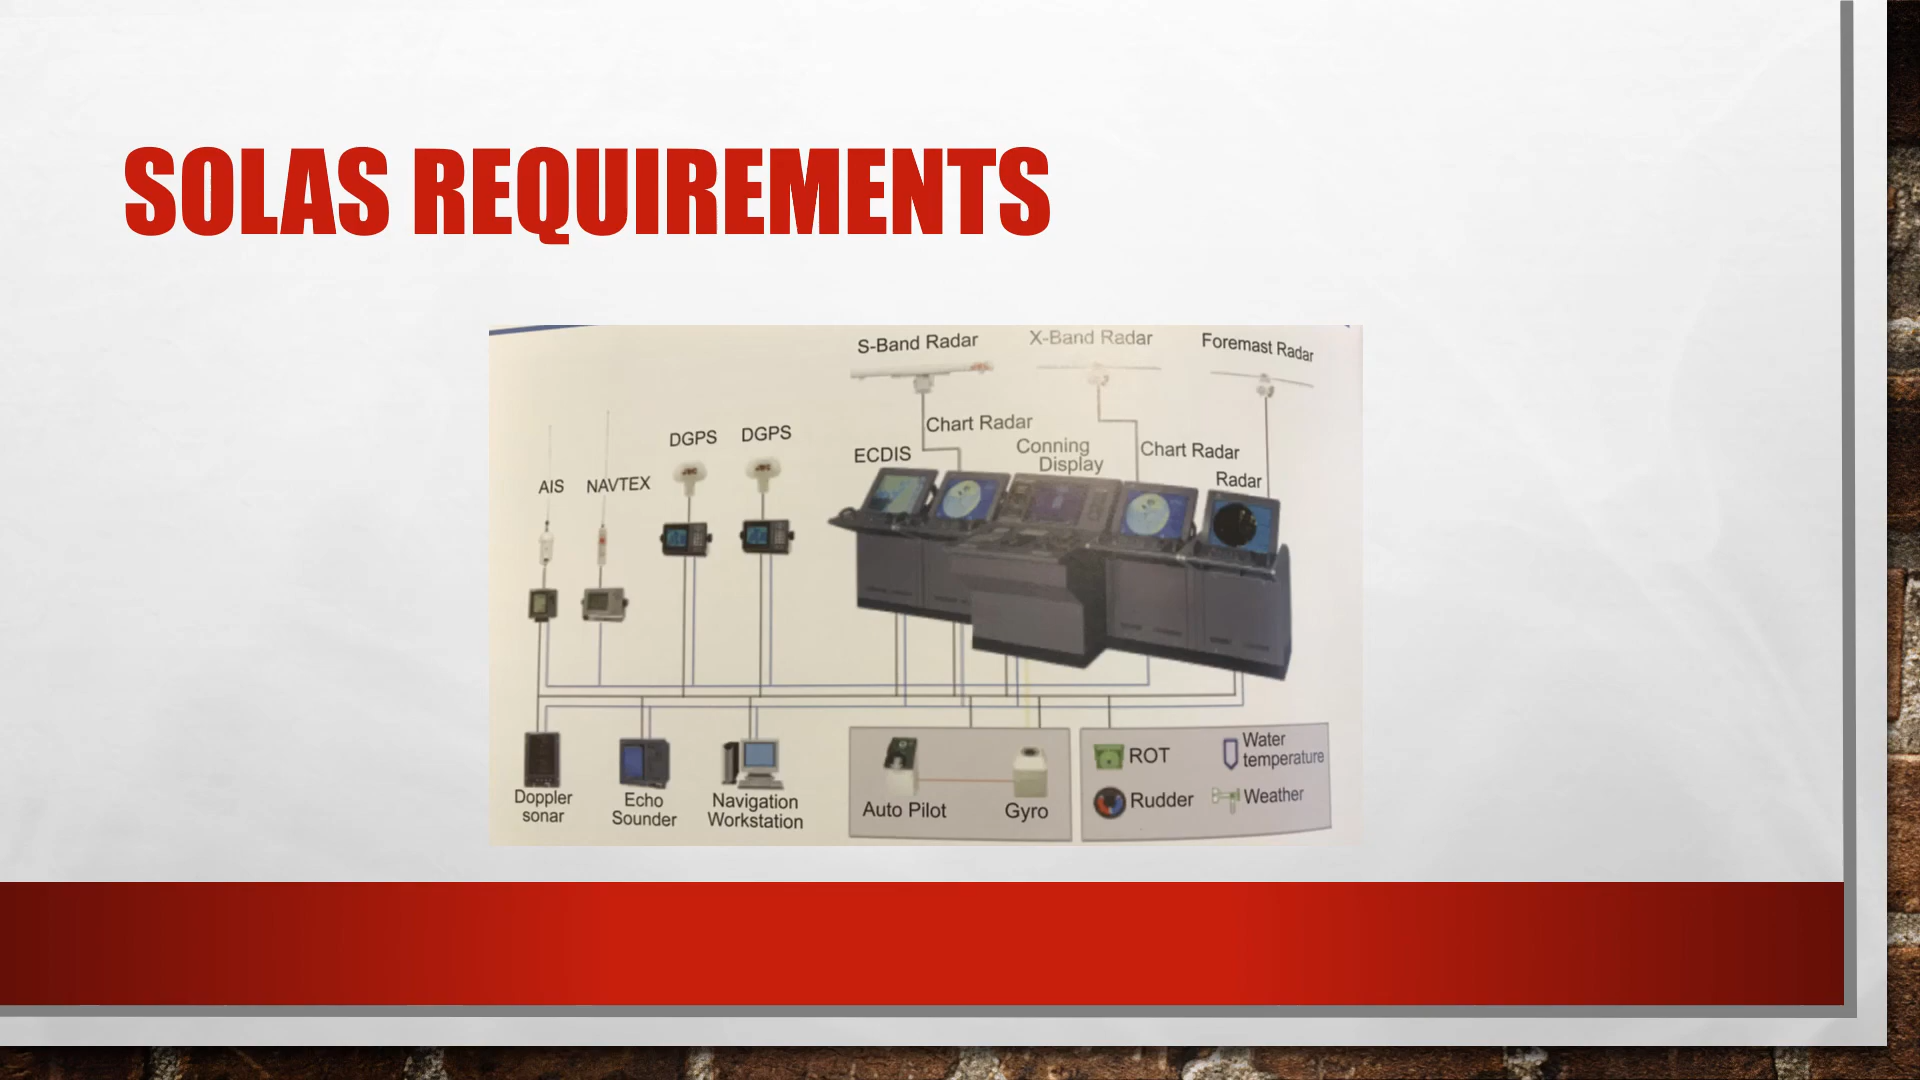 SOLAS REQUIREMENTS
S-Band Radar
X-Band Radar
Foremast Radar
Chart Radar
Conning
Display
Chart Radar
ECDIS
Radar
DGPS
DGPS
AIS
NAVTEX
Doppler
sonar
Echo
Sounder
Navigation
Workstation
Auto Pilot
Gyro
ROT
Water
temperature
Rudder
Weather